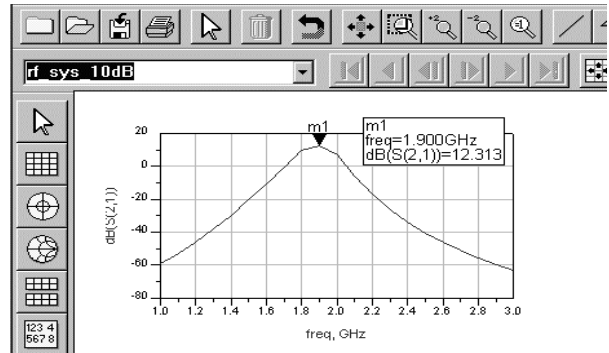 +2
-2
rf_sys_10dB
m1
m1
freq=1.900GHz
dB(S(2,1))=12.313
20
0
-20
-40
-60
-80
dB(S(2,1))
1.0 1.2 1.4 1.6 1.8 2.0 2.2 2.4 2.6 2.8 3.0
freq, GHz
123 4
567 8